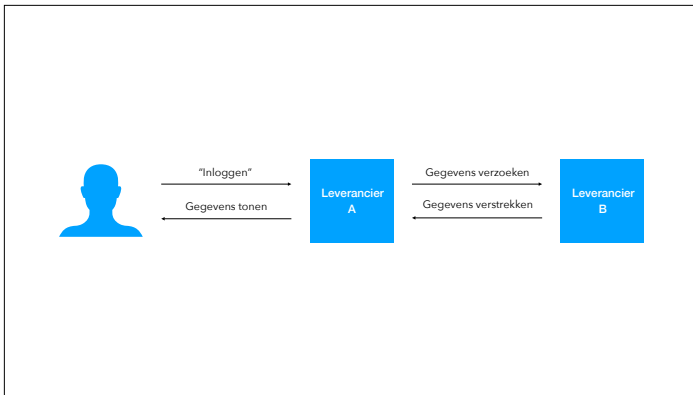 "Inloggen"
Gegevens tonen
Leverancier
A
Gegevens verzoeken
Gegevens verstrekken
Leverancier
B